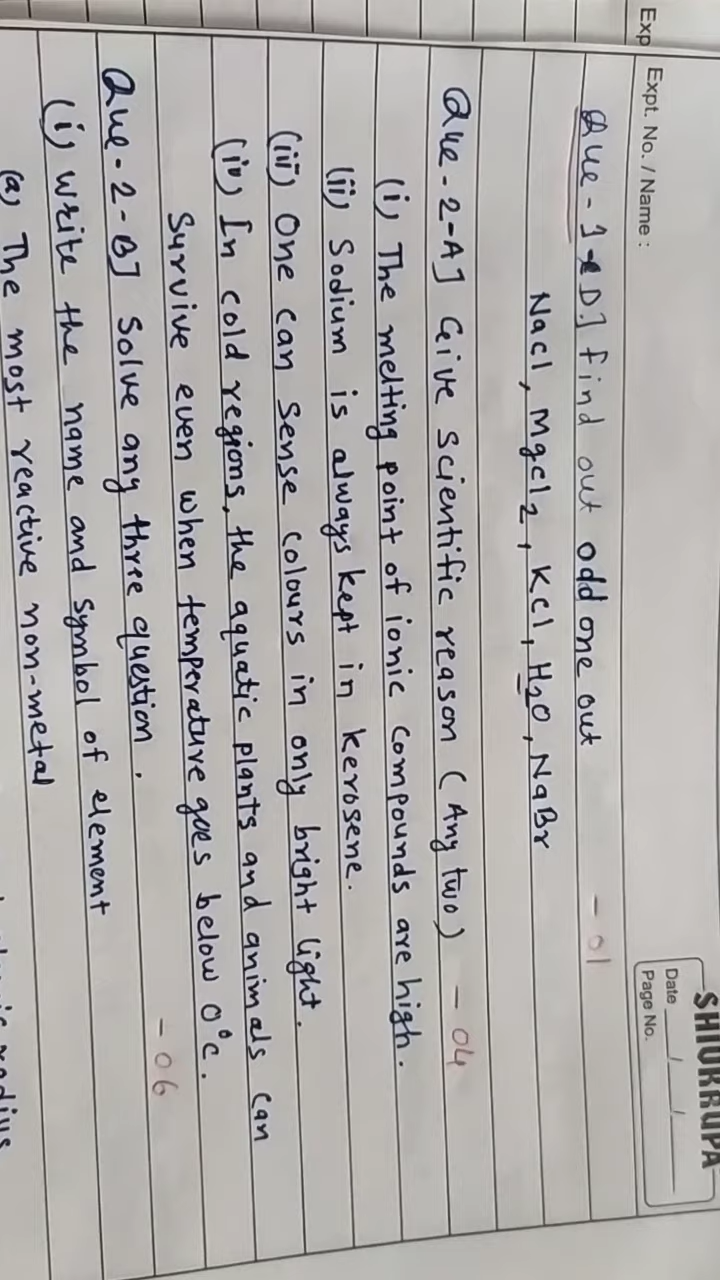 SHIVKRUPA
Exp
Expt. No. / Name :
Date / /
Page No.
Que - 1 D.] find out odd one out - 01
Nacl, Mgcl2, Kcl, H2O, NaBr
Que - 2-A] Give scientific reason (Any two) - 04
(i) The melting point of ionic compounds are high.
(ii) Sodium is always kept in kerosene.
(iii) One can sense colours in only bright light.
(iv) In cold regions, the aquatic plants and animals can
Survive even when temperature goes below 0°c.
Que - 2 - B] Solve any three question. - 06
(i) write the name and symbol of element
(a) The most reactive non-metal